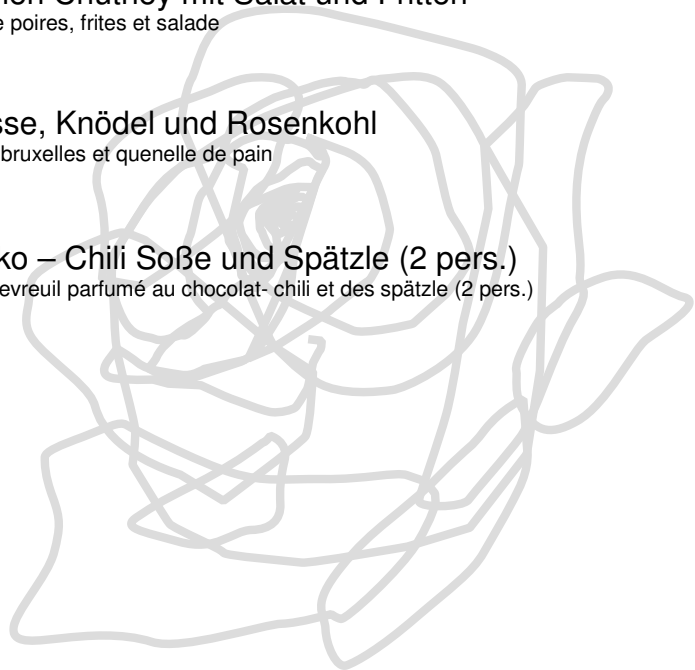 Chutney mit Salat und Fritten
poires, frites et salade
Knödel und Rosenkohl
bruxelles et quenelle de pain
– Chili Soße und Spätzle (2 pers.)
parfumé au chocolat- chili et des spätzle (2 pers.)